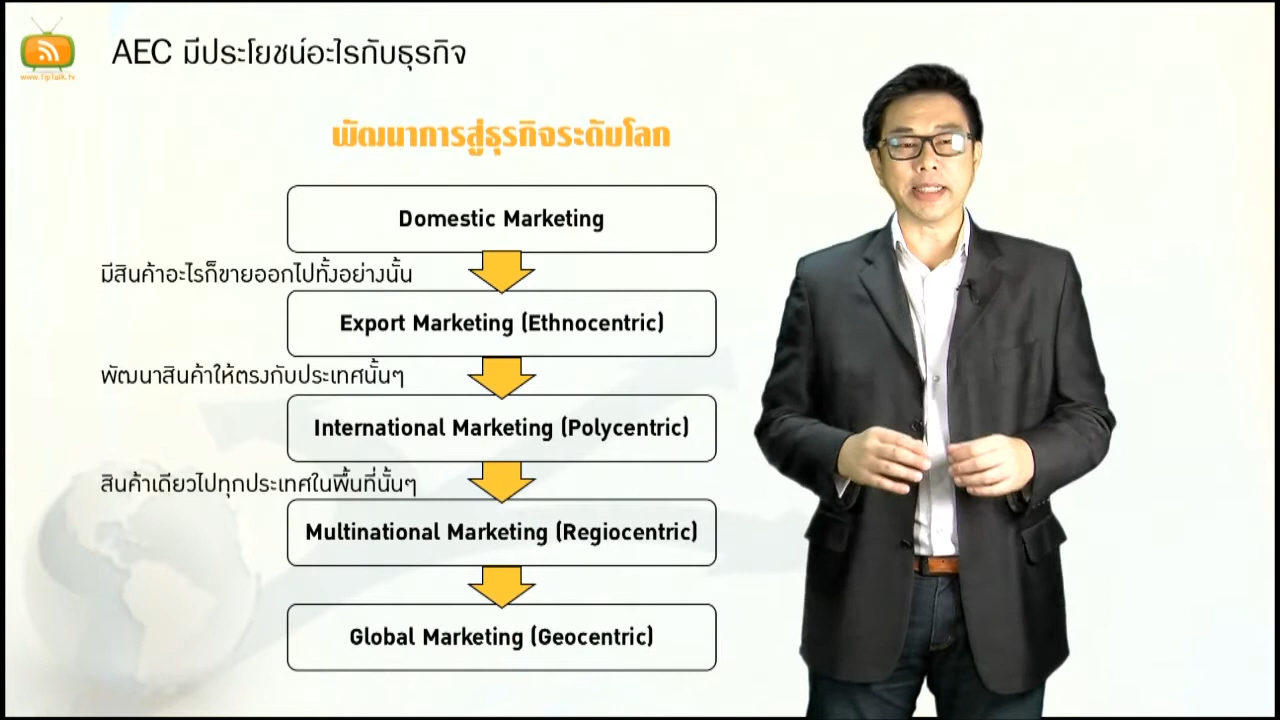 AEC มีประโยชน์อะไรกับธุรกิจ
พัฒนาการสู่ธุรกิจระดับโลก
Domestic Marketing
มีสินค้าอะไรก็ขายออกไปทั้งอย่างนั้น
Export Marketing (Ethnocentric)
พัฒนาสินค้าให้ตรงกับประเทศนั้นๆ
International Marketing (Polycentric)
สินค้าเดียวไปทุกประเทศในพื้นที่นั้นๆ
Multinational Marketing (Regiocentric)
Global Marketing (Geocentric)